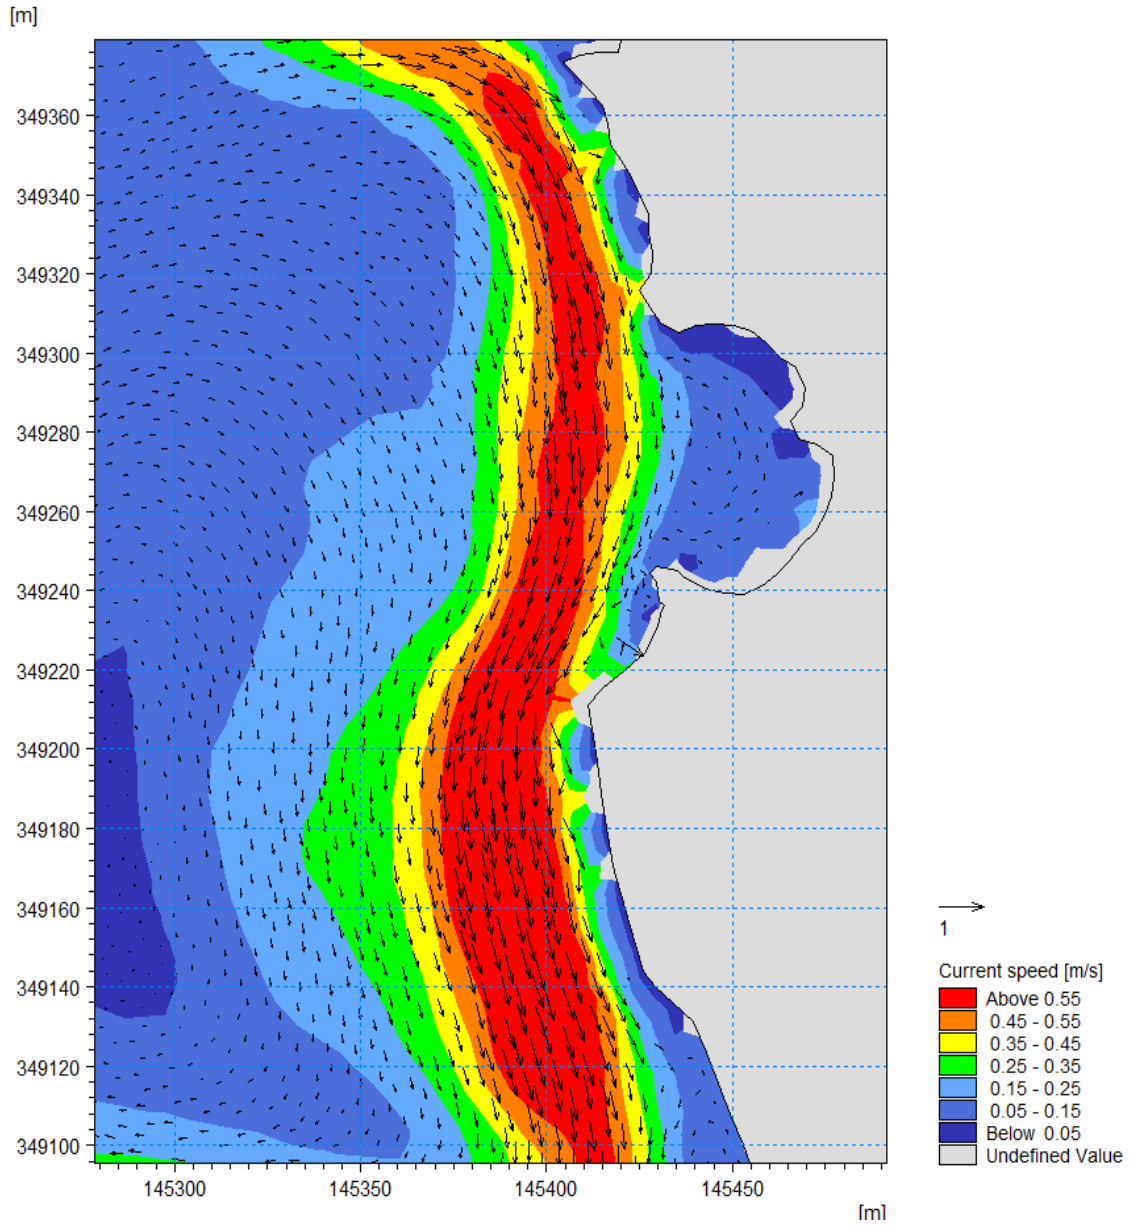 [m]
349360
349340
349320
349300
349280
349260
349240
349220
349200
349180
349160
349140
349120
349100
145300
145350
145400
145450
[m]
1
Current speed [m/s]
Above 0.55
0.45 - 0.55
0.35 - 0.45
0.25 - 0.35
0.15 - 0.25
0.05 - 0.15
Below 0.05
Undefined Value